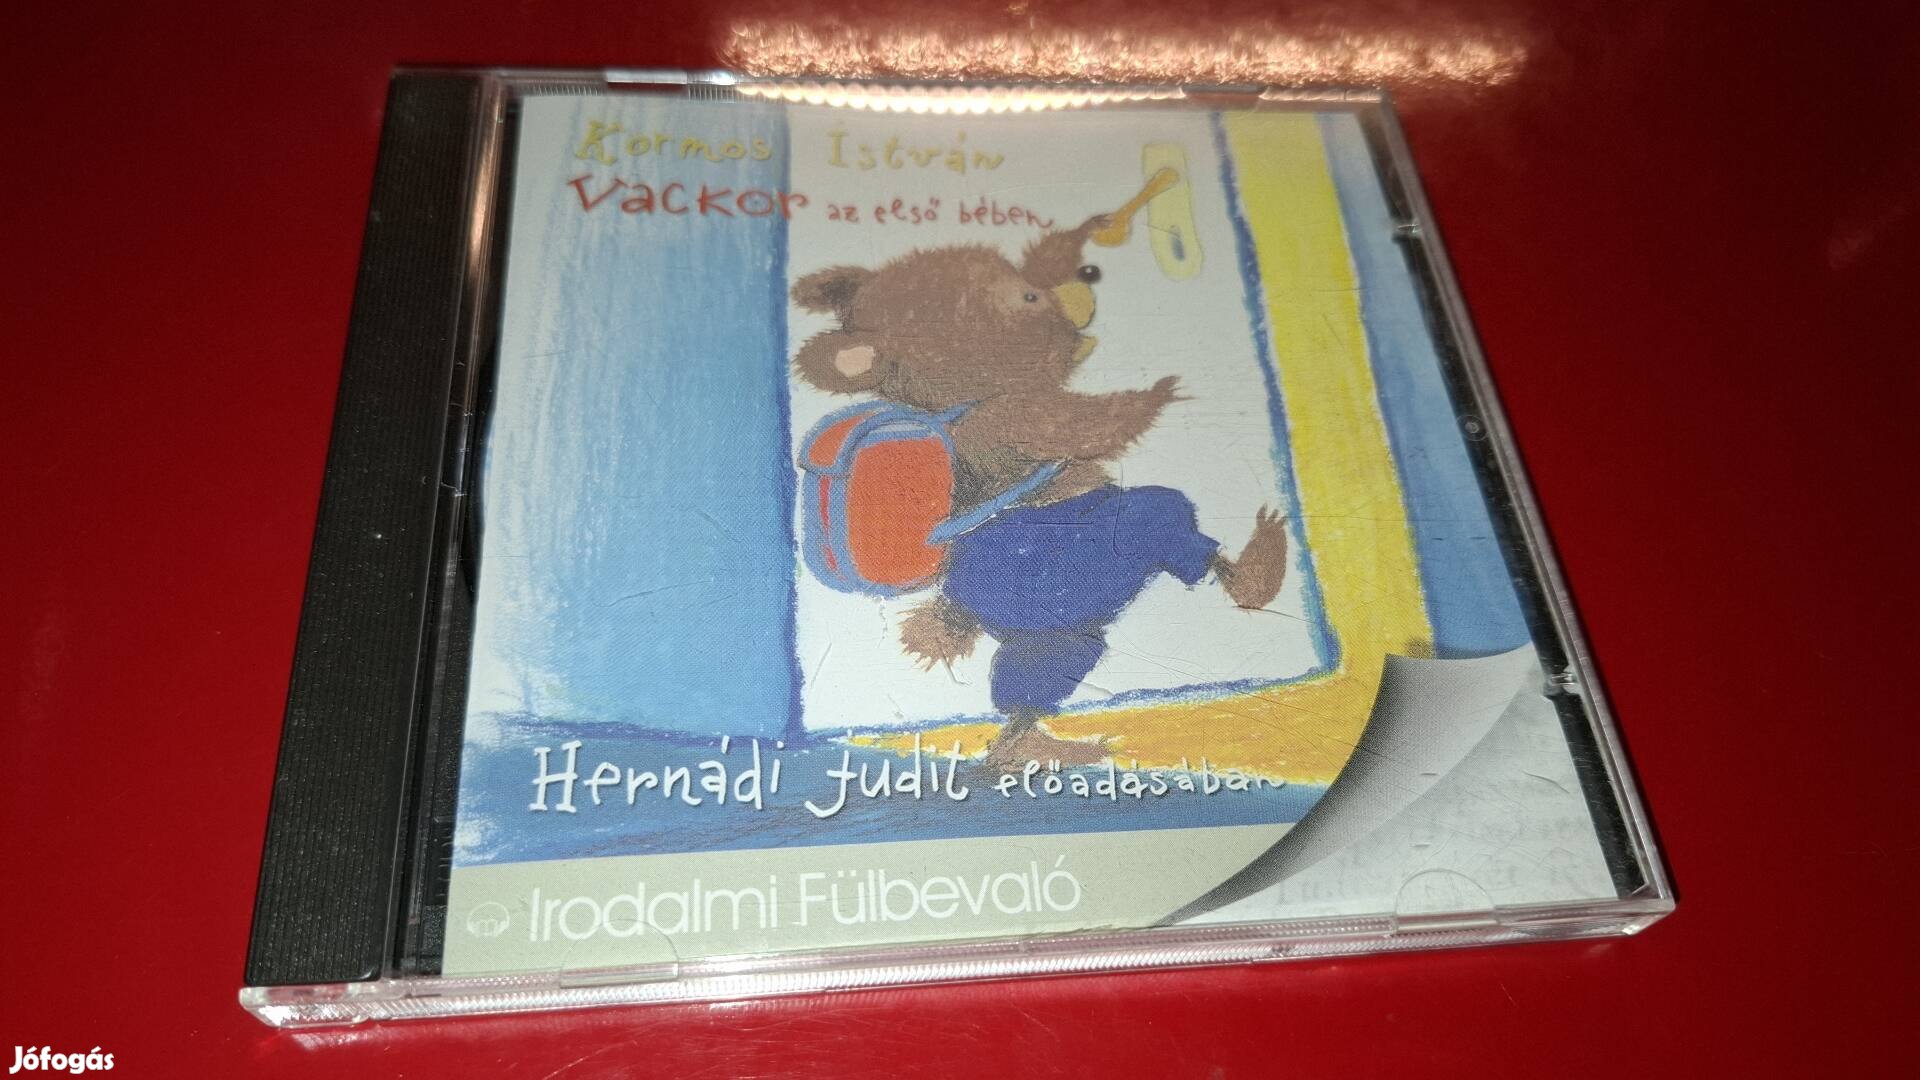 Kormos István
Vackor az első bében
Hernádi Judit előadásában
Irodalmi Fülbevaló
Jófogás